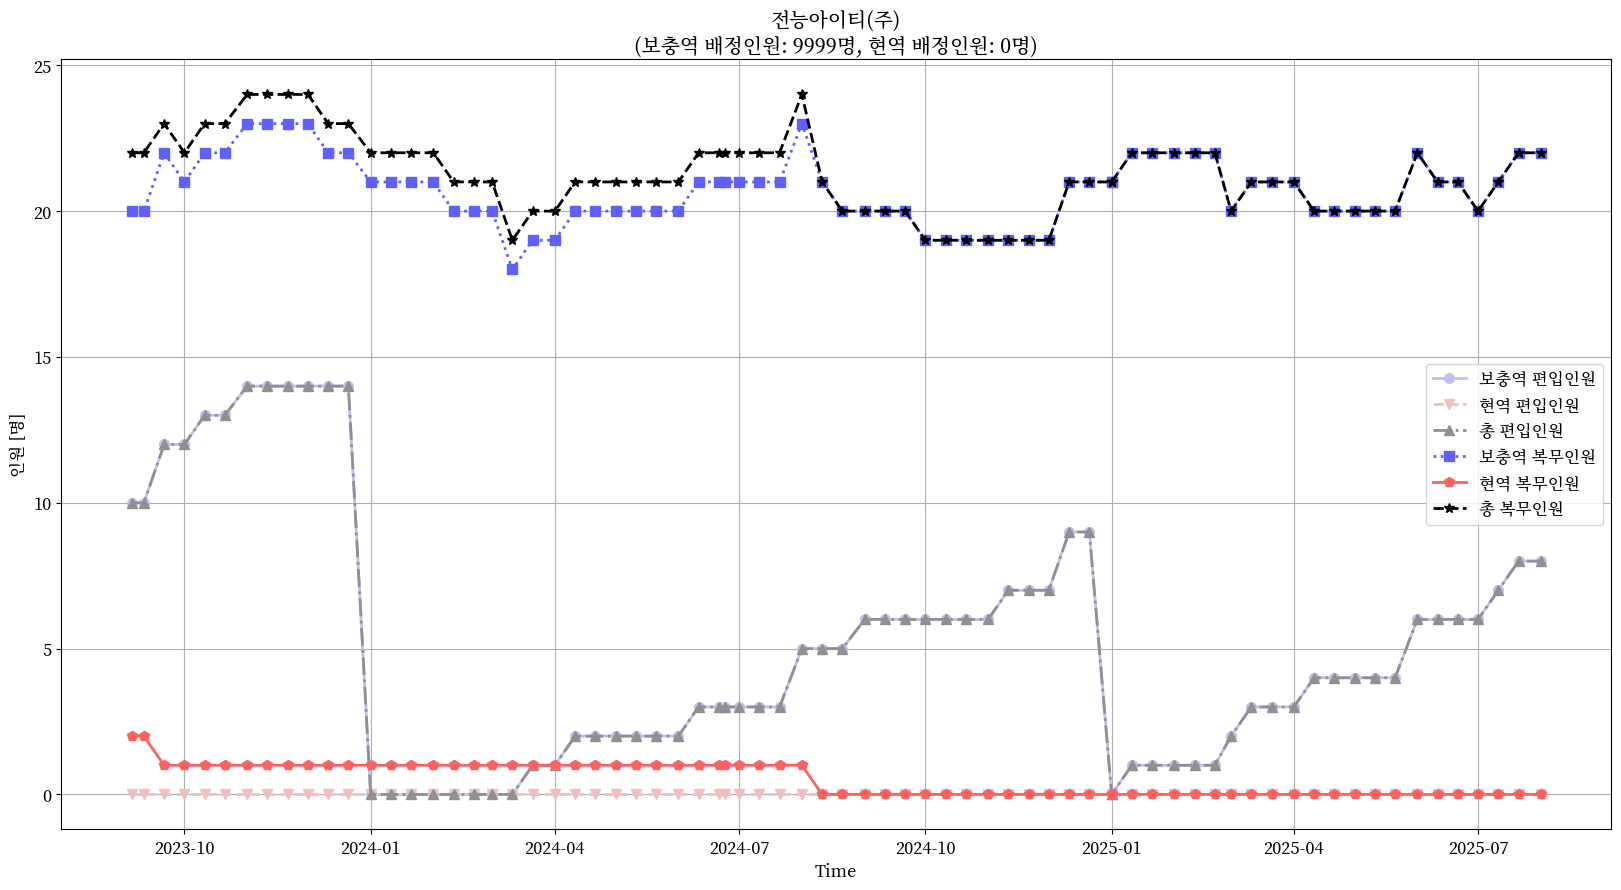 전능아이티(주)
(보충역 배정인원: 9999명, 현역 배정인원: 0명)
25
20
15
10
5
0
인원 [명]
보충역 편입인원
현역 편입인원
총 편입인원
보충역 복무인원
현역 복무인원
총 복무인원
2023-10
2024-01
2024-04
2024-07
2024-10
2025-01
2025-04
2025-07
Time